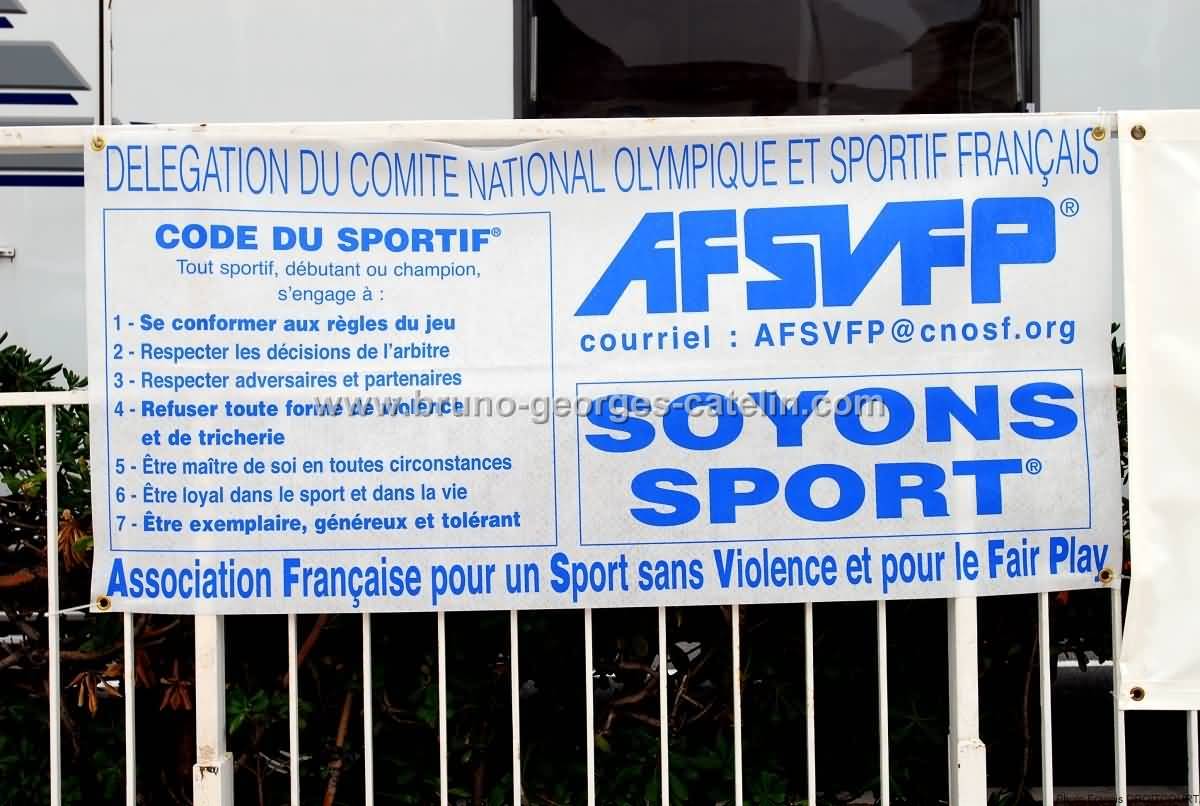 DELEGATION DU COMITE NATIONAL OLYMPIQUE ET SPORTIF FRANÇAIS
CODE DU SPORTIF®
Tout sportif, débutant ou champion,
s'engage à :
1 - Se conformer aux règles du jeu
2 - Respecter les décisions de l'arbitre
3 - Respecter adversaires et partenaires
4 - Refuser toute forme de violence
et de tricherie
5 - Être maître de soi en toutes circonstances
6 - Être loyal dans le sport et dans la vie
7 - Être exemplaire, généreux et tolérant
AFSVFP®
courriel : AFSVFP@cnosf.org
SOYONS
SPORT®
Association Française pour un Sport sans Violence et pour le Fair Play
www.bruno-georges-catelin.com